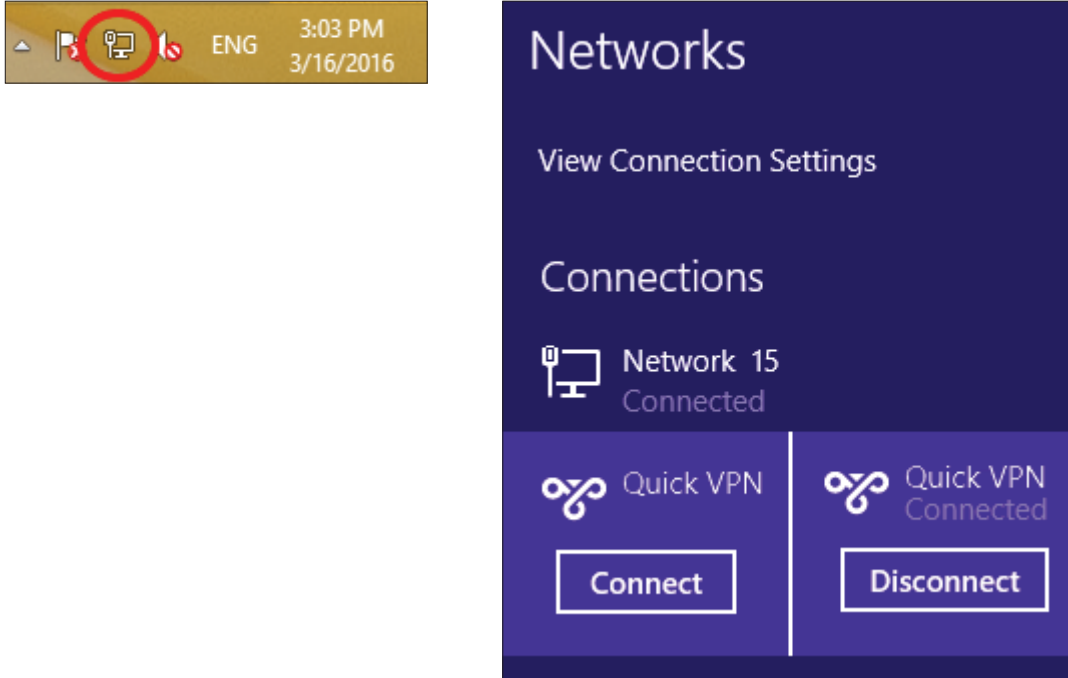 ENG
3:03 PM
3/16/2016
Networks
View Connection Settings
Connections
Network 15
Connected
Quick VPN
Connect
Quick VPN
Connected
Disconnect